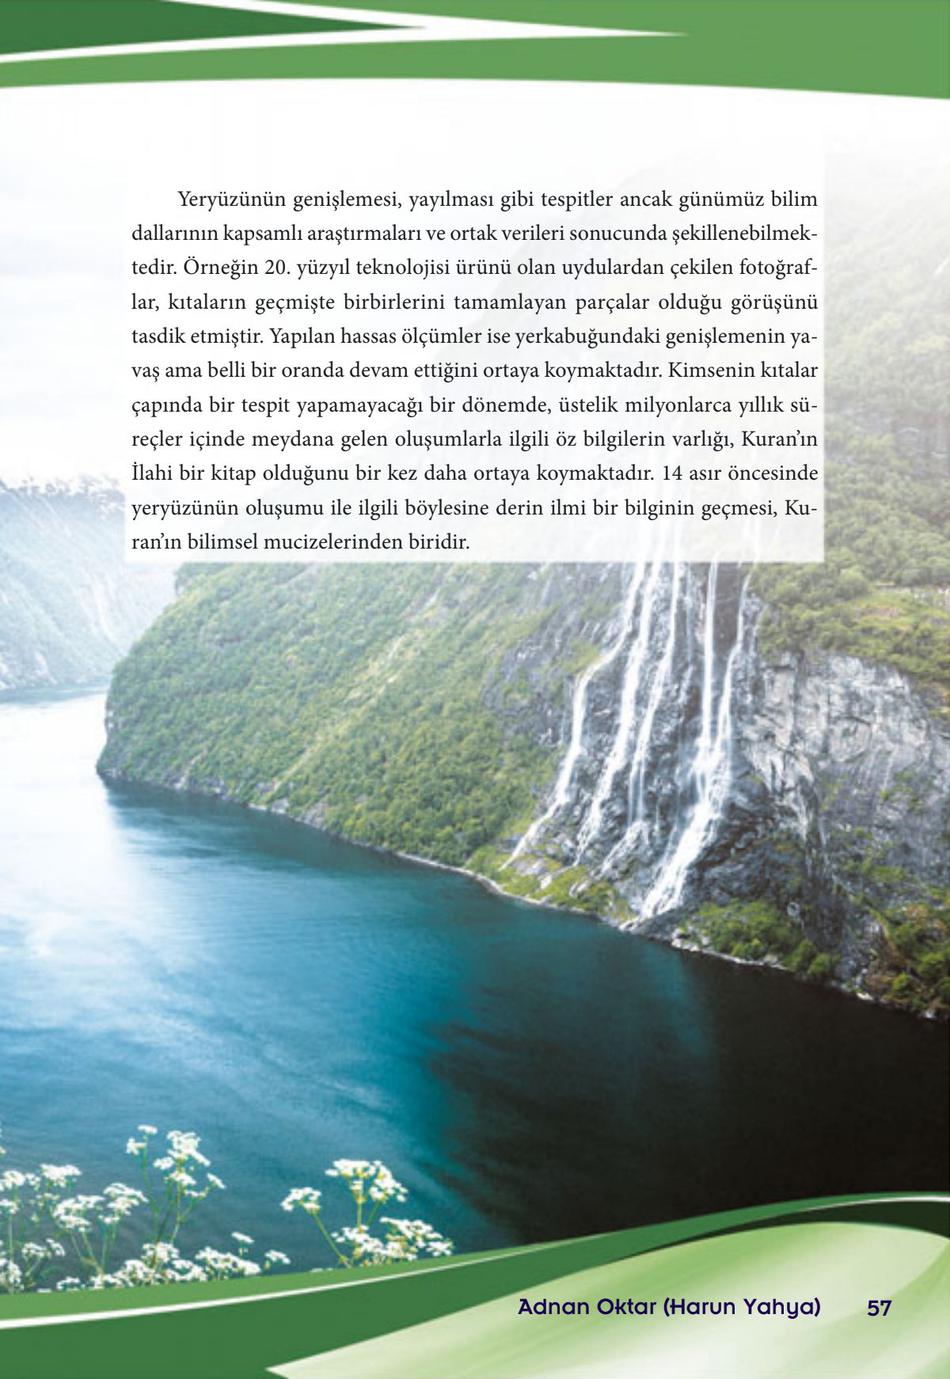 Yeryüzünün genişlemesi, yayılması gibi tespitler ancak günümüz bilim
dallarının kapsamlı araştırmaları ve ortak verileri sonucunda şekillenebilmek-
tedir. Örneğin 20. yüzyıl teknolojisi ürünü olan uydulardan çekilen fotoğraf-
lar, kıtaların geçmişte birbirlerini tamamlayan parçalar olduğu görüşünü
tasdik etmiştir. Yapılan hassas ölçümler ise yerkabuğundaki genişlemenin ya-
vaş ama belli bir oranda devam ettiğini ortaya koymaktadır. Kimsenin kıtalar
çapında bir tespit yapamayacağı bir dönemde, üstelik milyonlarca yıllık sü-
reçler içinde meydana gelen oluşumlarla ilgili öz bilgilerin varlığı, Kuran’ın
İlahi bir kitap olduğunu bir kez daha ortaya koymaktadır. 14 asır öncesinde
yeryüzünün oluşumu ile ilgili böylesine derin ilmi bir bilginin geçmesi, Ku-
ran’ın bilimsel mucizelerinden biridir.
Adnan Oktar (Harun Yahya) 57